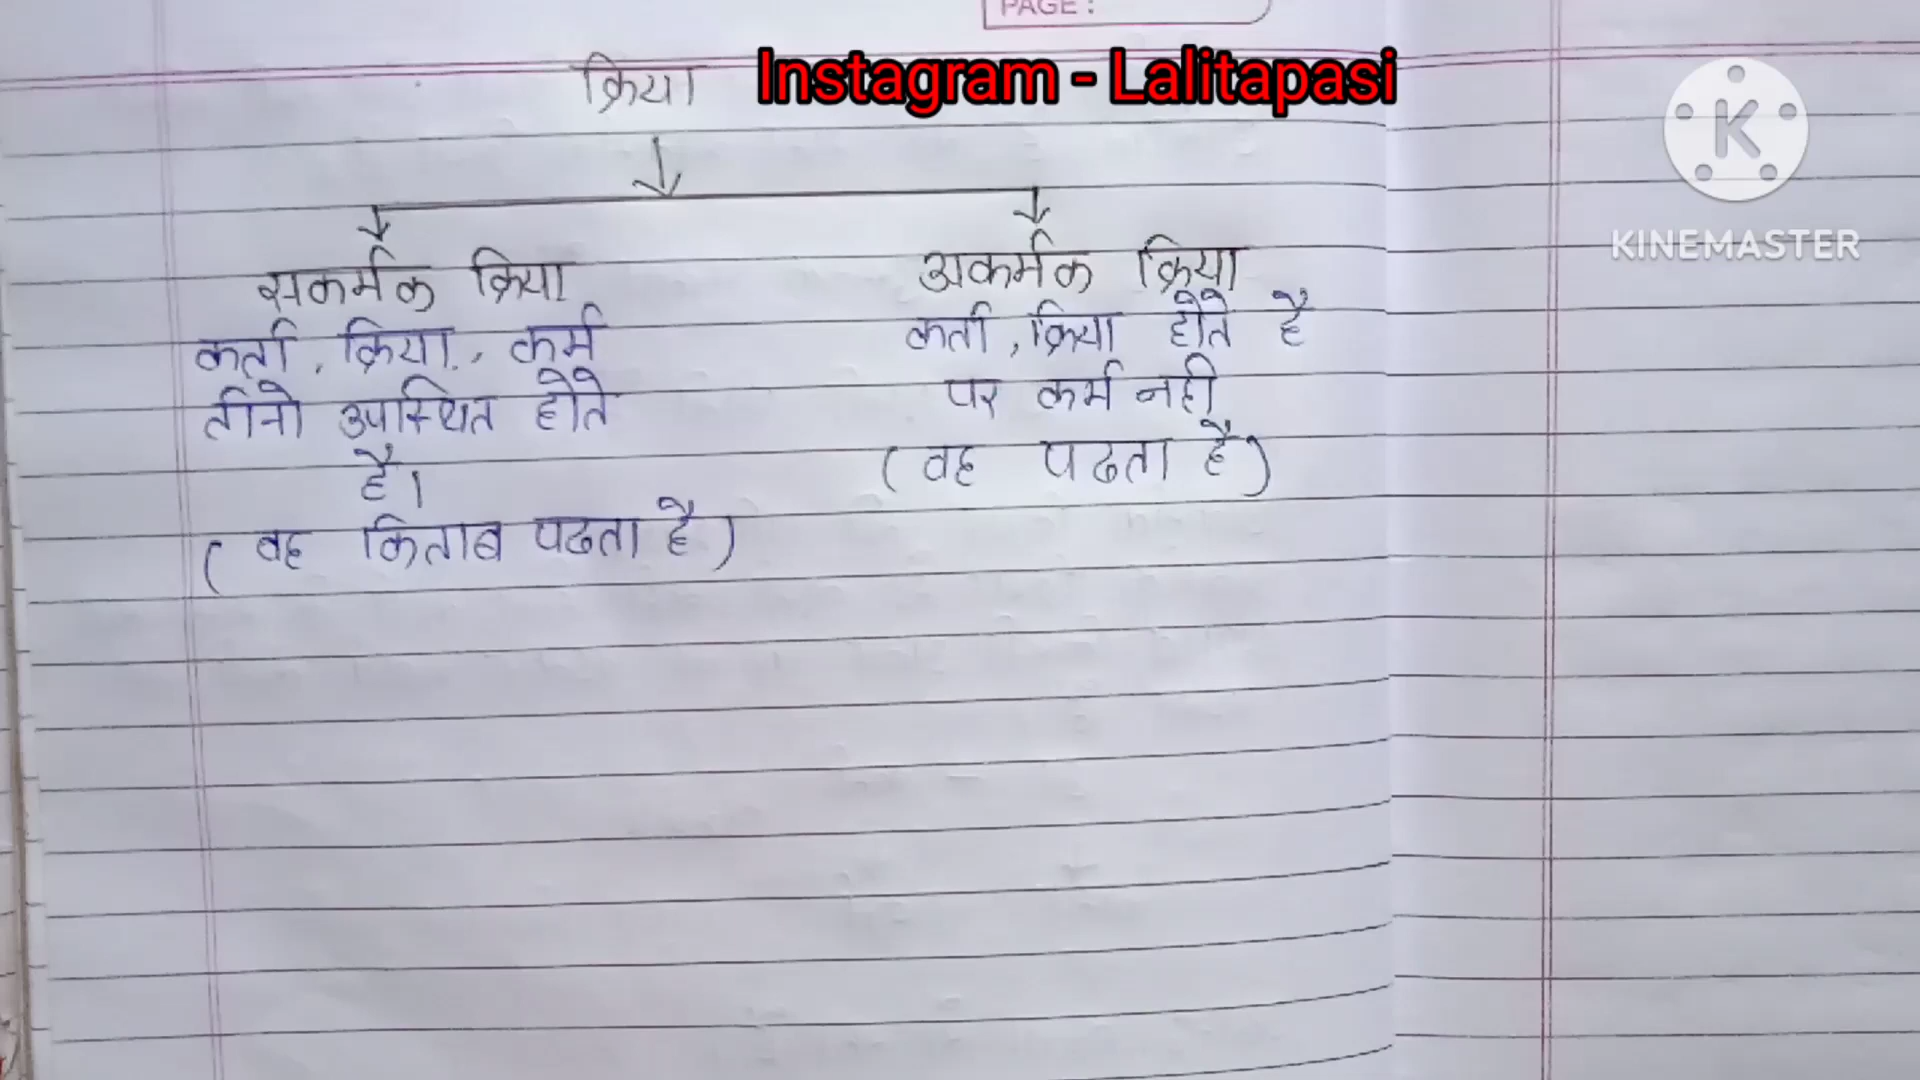 PAGE :
क्रिया
Instagram - Lalitapasi
K
KINEMASTER
सकर्मक क्रिया
कर्ता, क्रिया, कर्म
तीनो उपस्थित होते
है।
( वह किताब पढता है )
अकर्मक क्रिया
कर्ता, क्रिया होते है
पर कर्म नही
( वह पढता है )